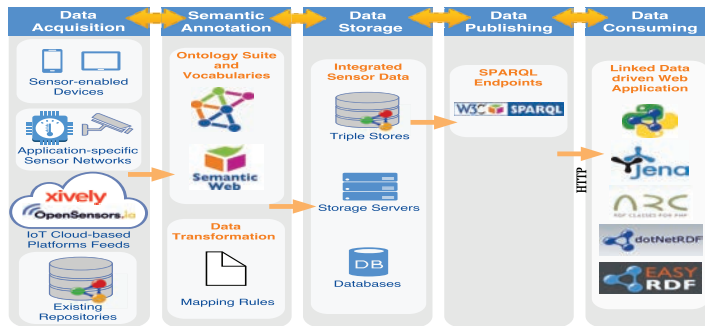 Data
Acquisition
Semantic
Annotation
Data
Storage
Data
Publishing
Data
Consuming
Sensor-enabled
Devices
Application-specific
Sensor Networks
xively
OpenSensors.io
IoT Cloud-based
Platforms Feeds
Existing
Repositories
Ontology Suite
and
Vocabularies
Semantic
Web
Data
Transformation
Mapping Rules
Integrated
Sensor Data
Triple Stores
Storage Servers
DB
Databases
SPARQL
Endpoints
W3C SPARQL
HTTP
Linked Data
driven Web
Application
Jena
ARC
RDF CLASSES FOR PHP
dotNetRDF
EASY
RDF